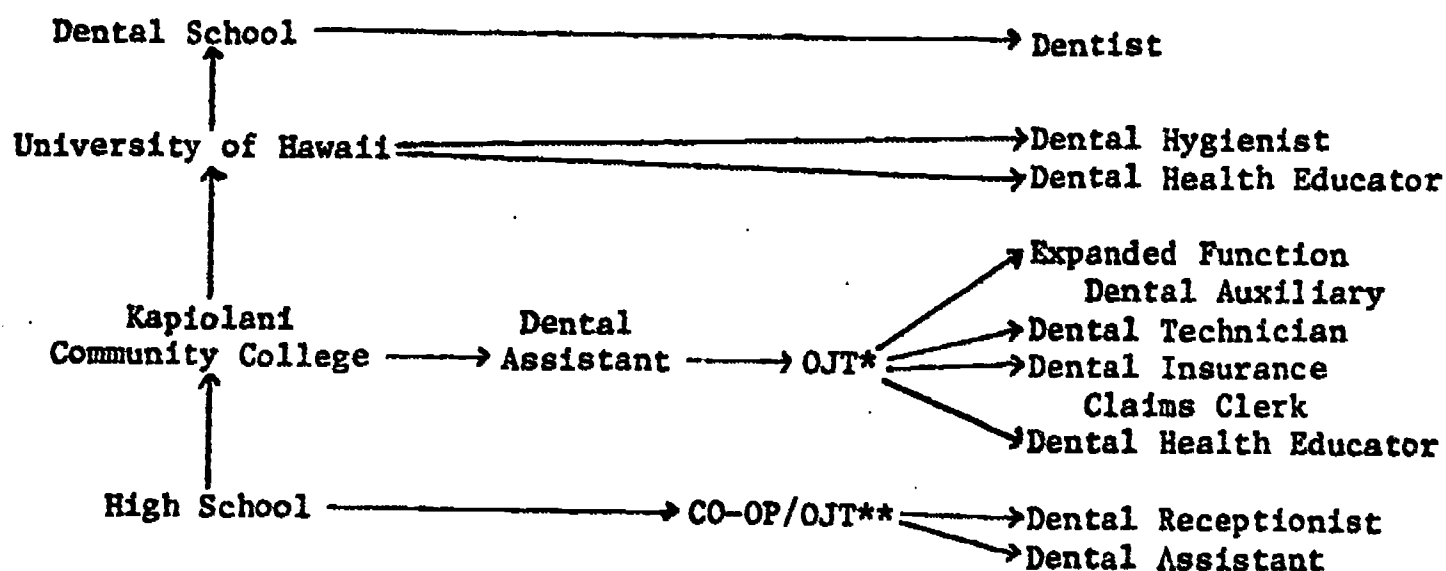 Dental School Dentist
University of Hawaii Dental Hygienist
Dental Health Educator
Expanded Function
Dental Auxiliary
Kapiolani Dental Dental Technician
Community College Assistant OJT* Dental Insurance
Claims Clerk
Dental Health Educator
High School CO-OP/OJT** Dental Receptionist
Dental Assistant